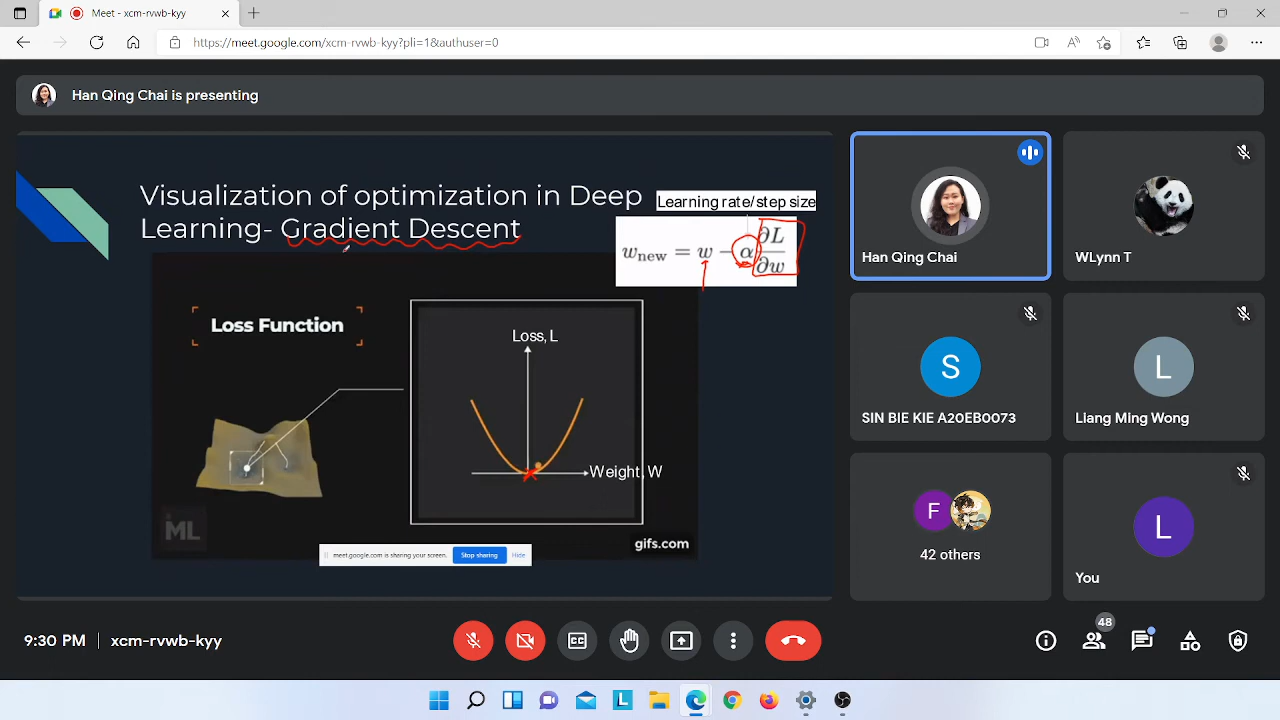 Meet - xcm-rvwb-kyy
https://meet.google.com/xcm-rvwb-kyy?pli=1&authuser=0
Han Qing Chai is presenting
Visualization of optimization in Deep
Learning- Gradient Descent
Learning rate/step size
w_new = w − α ∂L/∂w
Loss Function
Loss, L
Weight, W
ML
gifs.com
meet.google.com is sharing your screen.
Stop sharing
Hide
Han Qing Chai
WLynn T
S
SIN BIE KIE A20EB0073
L
Liang Ming Wong
F
42 others
L
You
9:30 PM
xcm-rvwb-kyy
CC
48
L